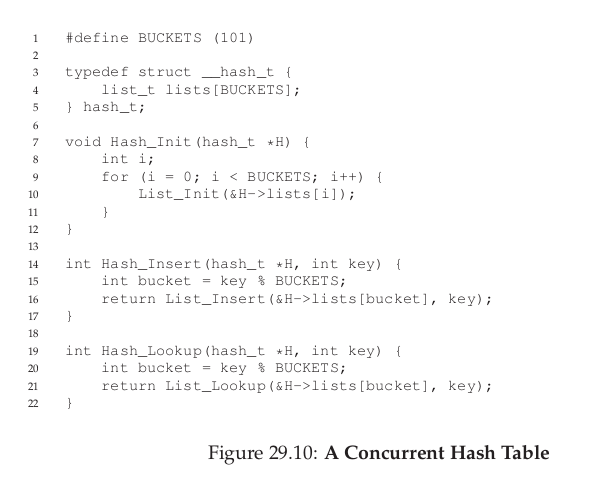 1 #define BUCKETS (101)
2
3 typedef struct __hash_t {
4     list_t lists[BUCKETS];
5 } hash_t;
6
7 void Hash_Init(hash_t *H) {
8     int i;
9     for (i = 0; i < BUCKETS; i++) {
10         List_Init(&H->lists[i]);
11     }
12 }
13
14 int Hash_Insert(hash_t *H, int key) {
15     int bucket = key % BUCKETS;
16     return List_Insert(&H->lists[bucket], key);
17 }
18
19 int Hash_Lookup(hash_t *H, int key) {
20     int bucket = key % BUCKETS;
21     return List_Lookup(&H->lists[bucket], key);
22 }
Figure 29.10: A Concurrent Hash Table